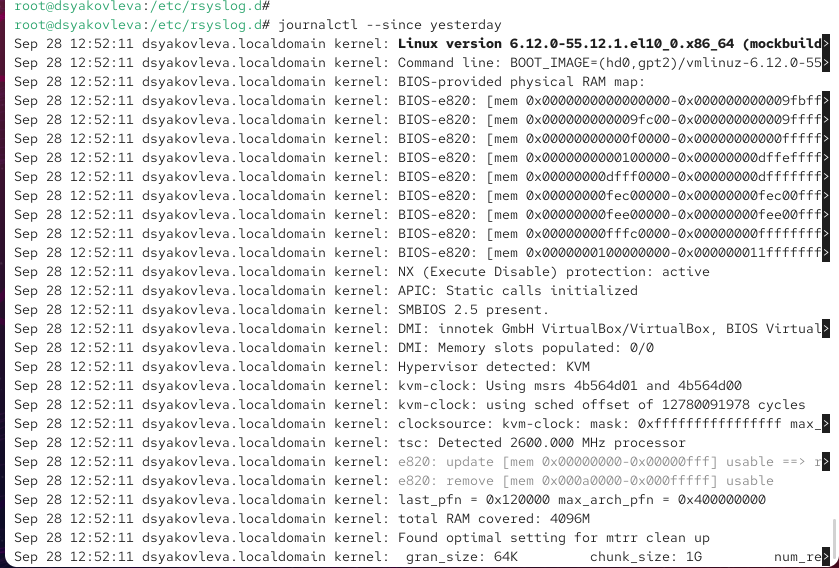 root@dsyakovleva:/etc/rsyslog.d#
root@dsyakovleva:/etc/rsyslog.d# journalctl --since yesterday
Sep 28 12:52:11 dsyakovleva.localdomain kernel: Linux version 6.12.0-55.12.1.el10_0.x86_64 (mockbuild>
Sep 28 12:52:11 dsyakovleva.localdomain kernel: Command line: BOOT_IMAGE=(hd0,gpt2)/vmlinuz-6.12.0-55>
Sep 28 12:52:11 dsyakovleva.localdomain kernel: BIOS-provided physical RAM map:
Sep 28 12:52:11 dsyakovleva.localdomain kernel: BIOS-e820: [mem 0x0000000000000000-0x000000000009fbff>
Sep 28 12:52:11 dsyakovleva.localdomain kernel: BIOS-e820: [mem 0x000000000009fc00-0x000000000009ffff>
Sep 28 12:52:11 dsyakovleva.localdomain kernel: BIOS-e820: [mem 0x00000000000f0000-0x00000000000fffff>
Sep 28 12:52:11 dsyakovleva.localdomain kernel: BIOS-e820: [mem 0x0000000000100000-0x00000000dffeffff>
Sep 28 12:52:11 dsyakovleva.localdomain kernel: BIOS-e820: [mem 0x00000000dfff0000-0x00000000dfffffff>
Sep 28 12:52:11 dsyakovleva.localdomain kernel: BIOS-e820: [mem 0x00000000fec00000-0x00000000fec00fff>
Sep 28 12:52:11 dsyakovleva.localdomain kernel: BIOS-e820: [mem 0x00000000fee00000-0x00000000fee00fff>
Sep 28 12:52:11 dsyakovleva.localdomain kernel: BIOS-e820: [mem 0x00000000fffc0000-0x00000000ffffffff>
Sep 28 12:52:11 dsyakovleva.localdomain kernel: BIOS-e820: [mem 0x0000000100000000-0x000000011fffffff>
Sep 28 12:52:11 dsyakovleva.localdomain kernel: NX (Execute Disable) protection: active
Sep 28 12:52:11 dsyakovleva.localdomain kernel: APIC: Static calls initialized
Sep 28 12:52:11 dsyakovleva.localdomain kernel: SMBIOS 2.5 present.
Sep 28 12:52:11 dsyakovleva.localdomain kernel: DMI: innotek GmbH VirtualBox/VirtualBox, BIOS Virtual>
Sep 28 12:52:11 dsyakovleva.localdomain kernel: DMI: Memory slots populated: 0/0
Sep 28 12:52:11 dsyakovleva.localdomain kernel: Hypervisor detected: KVM
Sep 28 12:52:11 dsyakovleva.localdomain kernel: kvm-clock: Using msrs 4b564d01 and 4b564d00
Sep 28 12:52:11 dsyakovleva.localdomain kernel: kvm-clock: using sched offset of 12780091978 cycles
Sep 28 12:52:11 dsyakovleva.localdomain kernel: clocksource: kvm-clock: mask: 0xffffffffffffffff max_>
Sep 28 12:52:11 dsyakovleva.localdomain kernel: tsc: Detected 2600.000 MHz processor
Sep 28 12:52:11 dsyakovleva.localdomain kernel: e820: update [mem 0x00000000-0x00000fff] usable ==> r>
Sep 28 12:52:11 dsyakovleva.localdomain kernel: e820: remove [mem 0x000a0000-0x000fffff] usable
Sep 28 12:52:11 dsyakovleva.localdomain kernel: last_pfn = 0x120000 max_arch_pfn = 0x400000000
Sep 28 12:52:11 dsyakovleva.localdomain kernel: total RAM covered: 4096M
Sep 28 12:52:11 dsyakovleva.localdomain kernel: Found optimal setting for mtrr clean up
Sep 28 12:52:11 dsyakovleva.localdomain kernel:  gran_size: 64K         chunk_size: 1G         num_re>